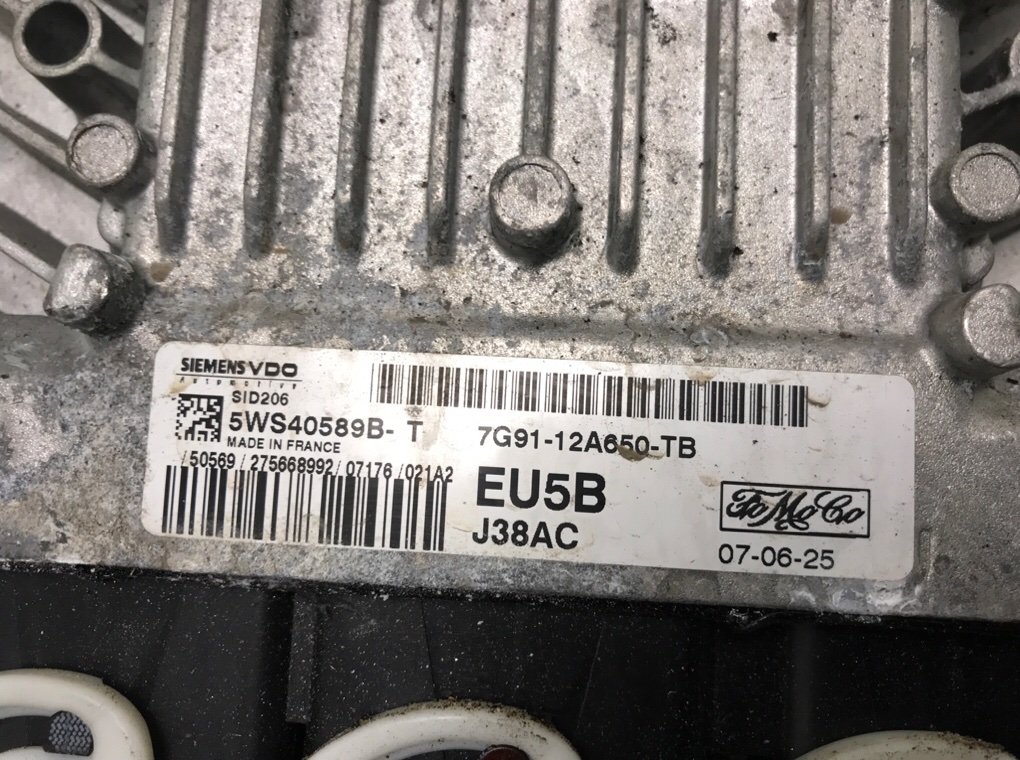 SIEMENS VDO
Automotive
SID206
5WS40589B- T
MADE IN FRANCE
/50569 /275668992/07176/021A2
7G91-12A650-TB
EU5B
J38AC
FoMoCo
07-06-25